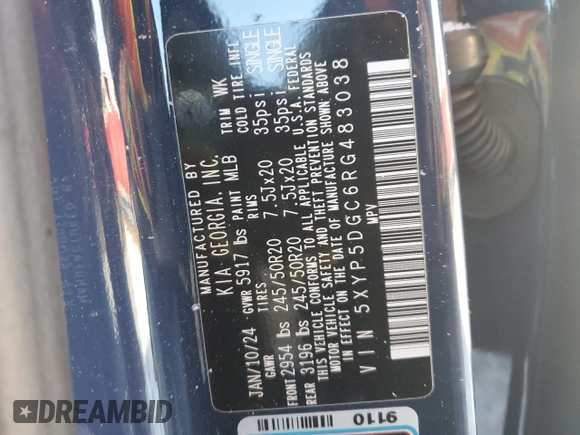 MANUFACTURED BY
KIA GEORGIA, INC.
JAN/10/24 GVWR 5917 lbs PAINT MLB TRIM WK
GAWR TIRES RIMS COLD TIRE INFL
FRONT 2954 lbs 245/50R20 7.5Jx20 35psi SINGLE
REAR 3196 lbs 245/50R20 7.5Jx20 35psi SINGLE
THIS VEHICLE CONFORMS TO ALL APPLICABLE U.S.A. FEDERAL
MOTOR VEHICLE SAFETY AND THEFT PREVENTION STANDARDS
IN EFFECT ON THE DATE OF MANUFACTURE SHOWN ABOVE
VIN 5XYP5DGC6RG483038
MPV
9110
DREAMBID